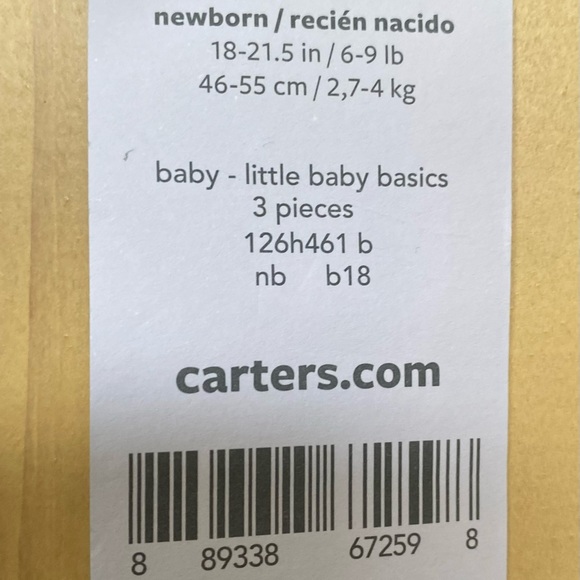 newborn / recién nacido
18-21.5 in / 6-9 lb
46-55 cm / 2,7-4 kg
baby - little baby basics
3 pieces
126h461 b
nb b18
carters.com
8 89338 67259 8